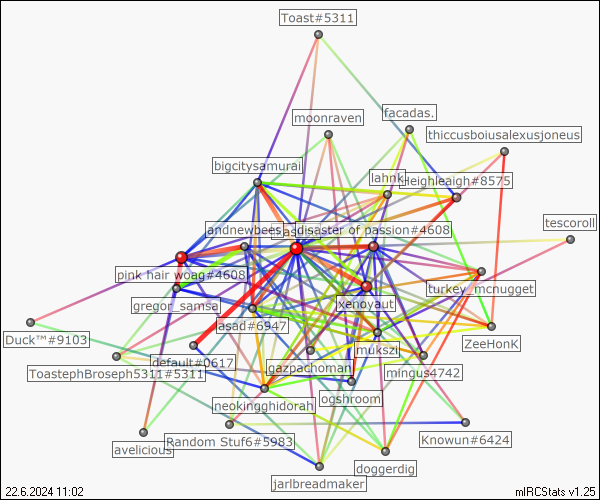 Toast#5311
moonraven
facadas.
thiccusboiusalexusjoneus
bigcitysamurai
lahnk
Heighleaigh#8575
tescoroll
andnewbees
disaster of passion#4608
pink hair woag#4608
turkey_mcnugget
gregor_samsa
xenoyaut
lasad#6947
Duck™#9103
default#0617
mukszi
ZeeHonK
ToastephBroseph5311#5311
gazpachoman
mingus4742
neokingghidorah
logshroom
avelicious
Random Stuf6#5983
Knowun#6424
doggerdig
jarlbreadmaker
22.6.2024 11:02
mIRCStats v1.25